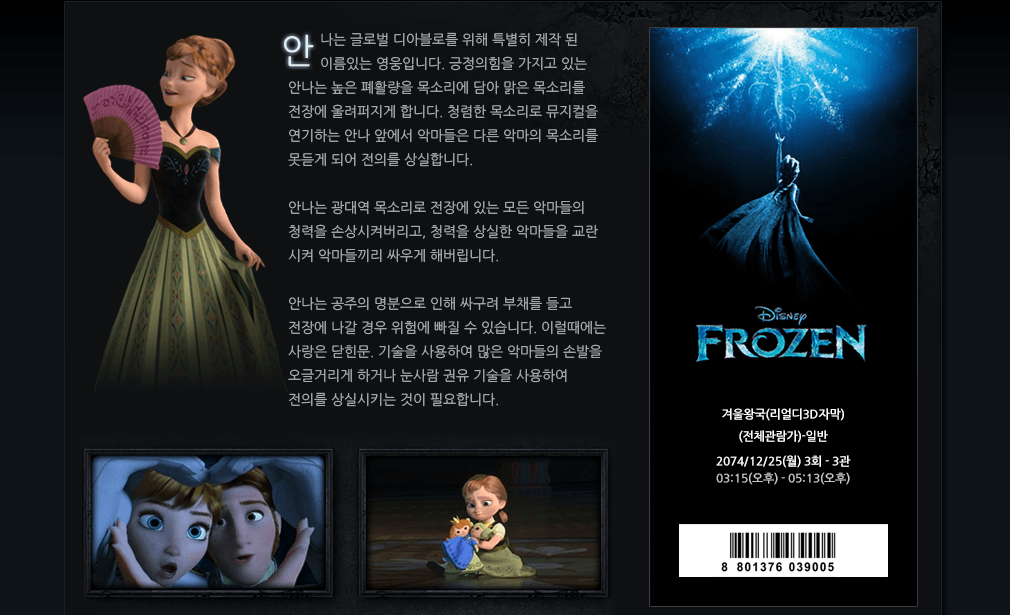 안나는 글로벌 디아블로를 위해 특별히 제작 된
이름있는 영웅입니다. 긍정의힘을 가지고 있는
안나는 높은 폐활량을 목소리에 담아 맑은 목소리를
전장에 울려퍼지게 합니다. 청렴한 목소리로 뮤지컬을
연기하는 안나 앞에서 악마들은 다른 악마의 목소리를
못듣게 되어 전의를 상실합니다.
안나는 광대역 목소리로 전장에 있는 모든 악마들의
청력을 손상시켜버리고, 청력을 상실한 악마들을 교란
시켜 악마들끼리 싸우게 해버립니다.
안나는 공주의 명분으로 인해 싸구려 부채를 들고
전장에 나갈 경우 위험에 빠질 수 있습니다. 이럴때에는
사랑은 닫힌문. 기술을 사용하여 많은 악마들의 손발을
오글거리게 하거나 눈사람 권유 기술을 사용하여
전의를 상실시키는 것이 필요합니다.
DISNEY
FROZEN
겨울왕국(리얼디3D자막)
(전체관람가)-일반
2074/12/25(월) 3회 - 3관
03:15(오후) - 05:13(오후)
8 801376 039005